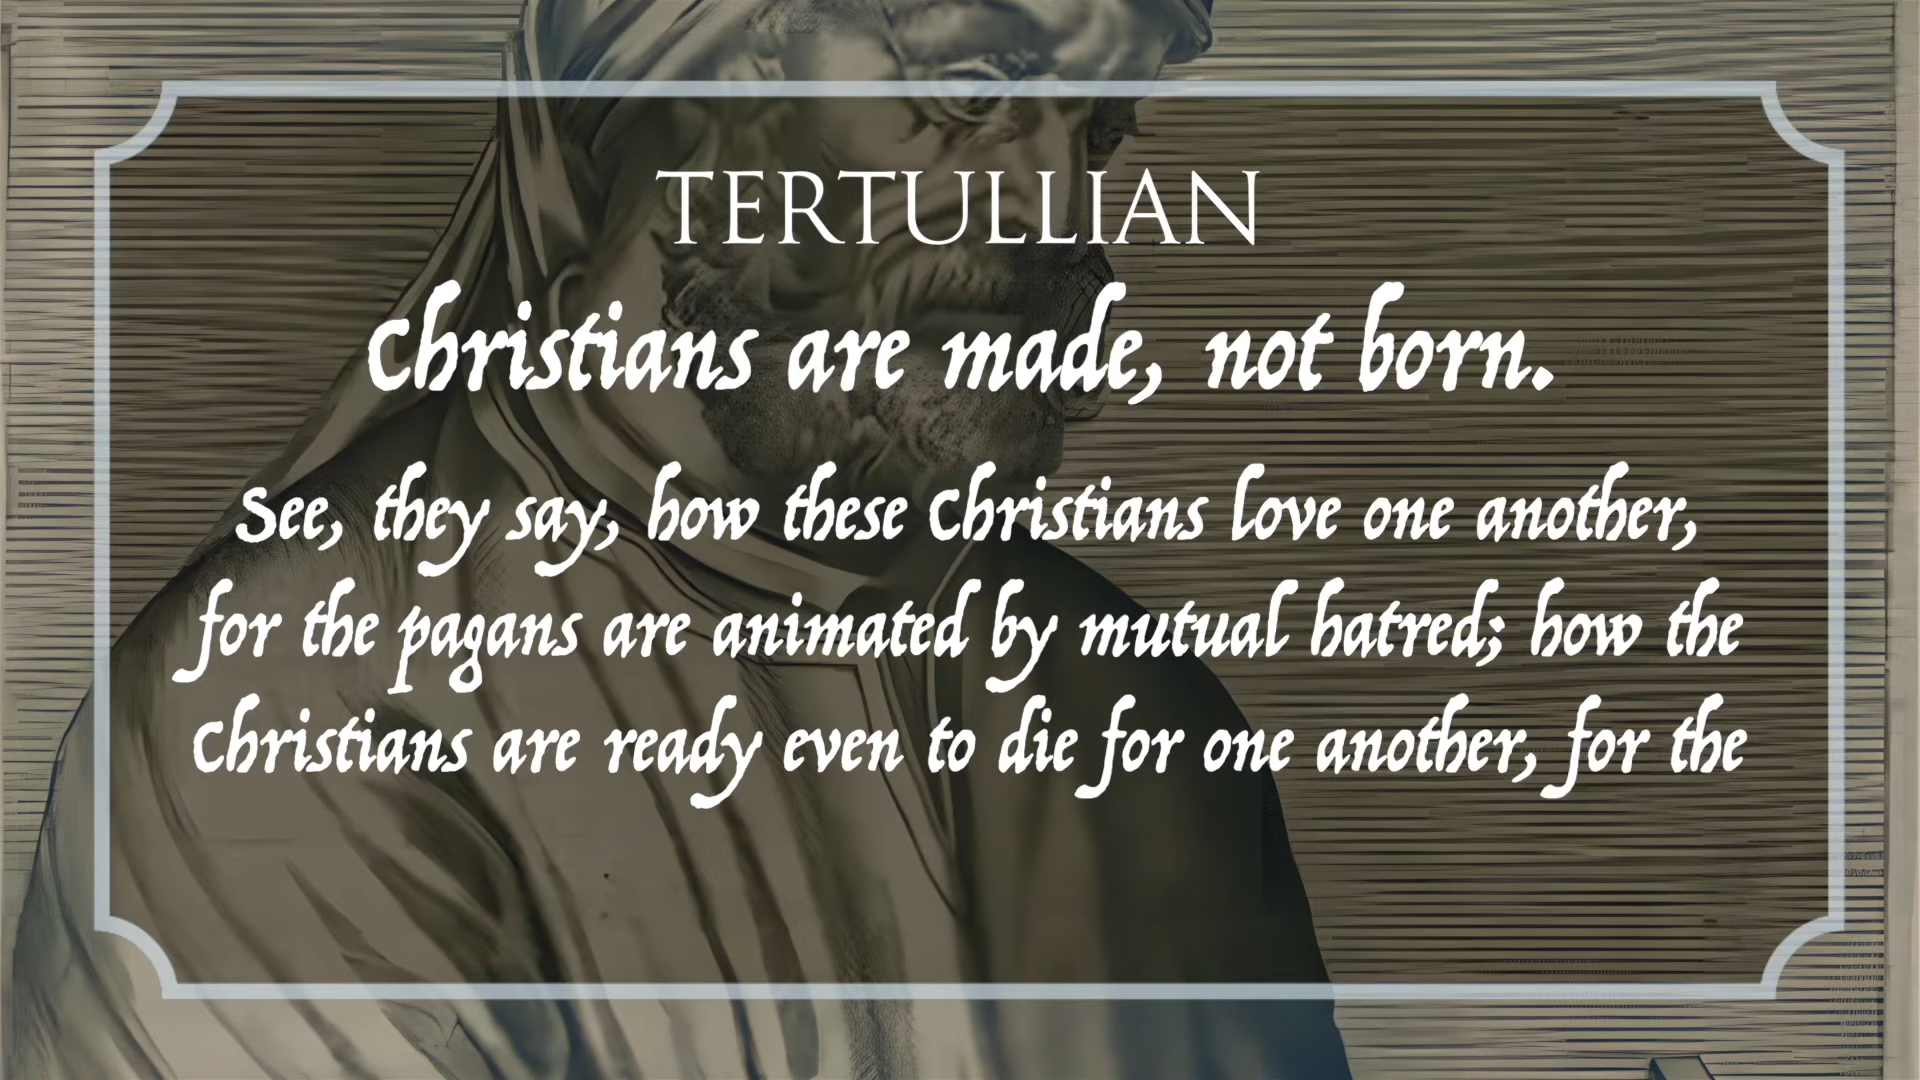 TERTULLIAN
Christians are made, not born.
See, they say, how these Christians love one another,
for the pagans are animated by mutual hatred; how the
Christians are ready even to die for one another, for the